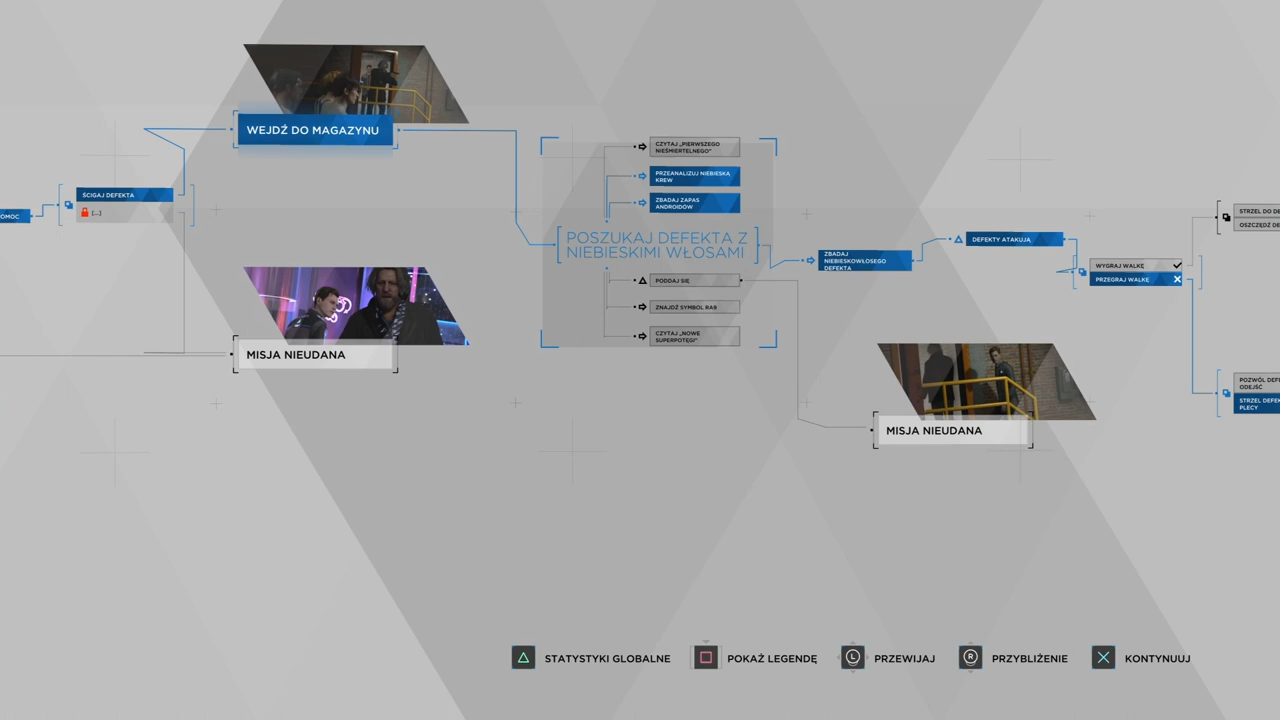 WEJDŹ DO MAGAZYNU
OMOC
ŚCIGAJ DEFEKTA
[...]
MISJA NIEUDANA
CZYTAJ „PIERWSZEGO
NIEŚMIERTELNEGO”
PRZEANALIZUJ NIEBIESKĄ
KREW
ZBADAJ ZAPAS
ANDROIDÓW
POSZUKAJ DEFEKTA Z
NIEBIESKIMI WŁOSAMI
PODDAJ SIĘ
ZNAJDŹ SYMBOL RA9
CZYTAJ „NOWE
SUPERPOTĘGI”
ZBADAJ
NIEBIESKOWŁOSEGO
DEFEKTA
DEFEKTY ATAKUJĄ
WYGRAJ WALKĘ
PRZEGRAJ WALKĘ
STRZEL DO DE
OSZCZĘDŹ DE
MISJA NIEUDANA
POZWÓL DEFE
ODEJŚĆ
STRZEL DEFEK
PLECY
STATYSTYKI GLOBALNE
POKAŻ LEGENDĘ
L PRZEWIJAJ
R PRZYBLIŻENIE
KONTYNUUJ